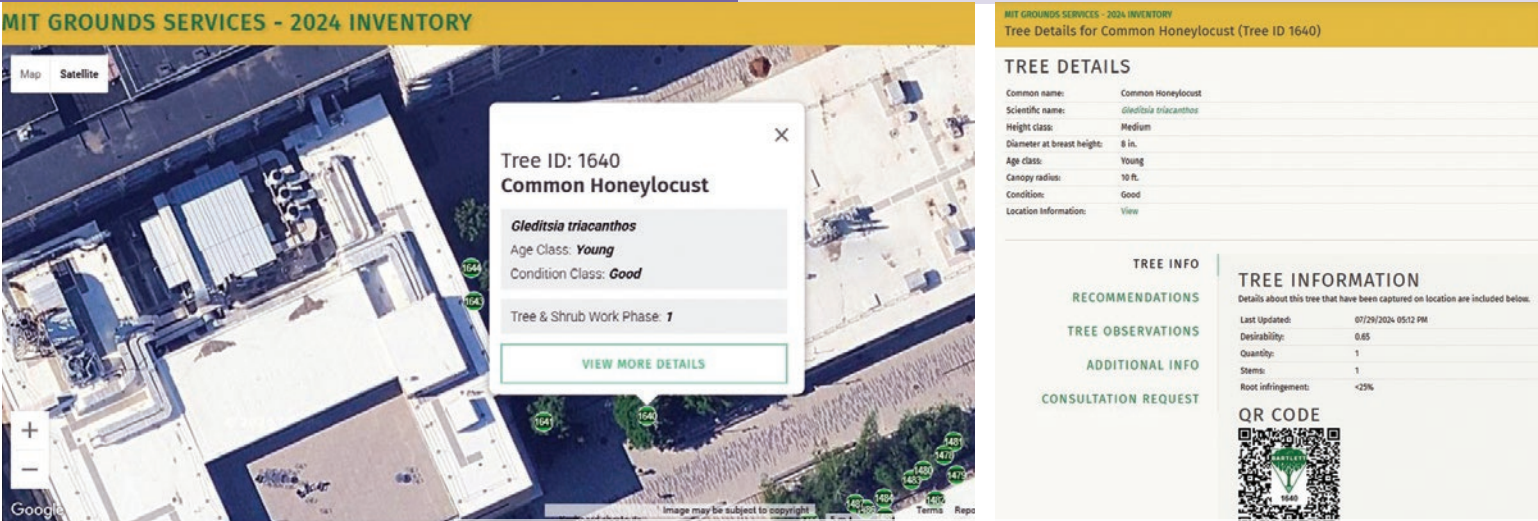 MIT GROUNDS SERVICES - 2024 INVENTORY
Map Satellite
Tree ID: 1640
Common Honeylocust
Gleditsia triacanthos
Age Class: Young
Condition Class: Good
Tree & Shrub Work Phase: 1
VIEW MORE DETAILS
1644
1643
1641
1640
1481
1478
1480
1483
1479
1484
1482
Google
Image may be subject to copyright
Terms
MIT GROUNDS SERVICES - 2024 INVENTORY
Tree Details for Common Honeylocust (Tree ID 1640)
TREE DETAILS
Common name: Common Honeylocust
Scientific name: Gleditsia triacanthos
Height class: Medium
Diameter at breast height: 8 in.
Age class: Young
Canopy radius: 10 ft.
Condition: Good
Location Information: View
TREE INFO
RECOMMENDATIONS
TREE OBSERVATIONS
ADDITIONAL INFO
CONSULTATION REQUEST
TREE INFORMATION
Details about this tree that have been captured on location are included below.
Last Updated: 07/29/2024 05:12 PM
Desirability: 0.65
Quantity: 1
Stems: 1
Root infringement: <25%
QR CODE
BARTLETT
1640